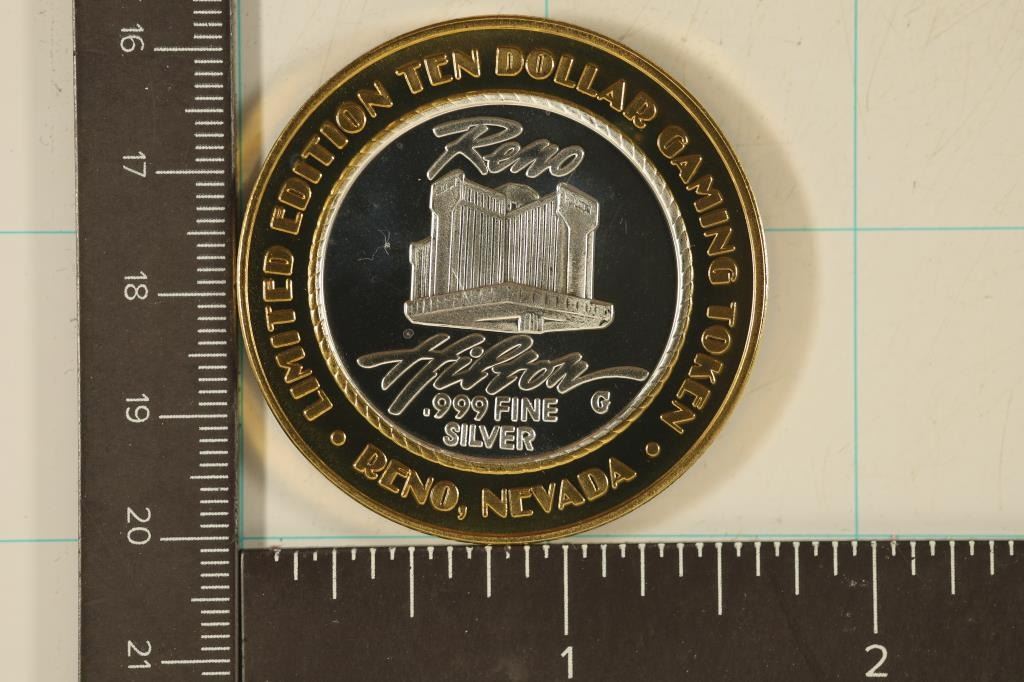 LIMITED EDITION TEN DOLLAR GAMING TOKEN
• RENO, NEVADA •
Reno
Hilton
®
.999 FINE
SILVER
G
16
17
18
19
20
21
1
2